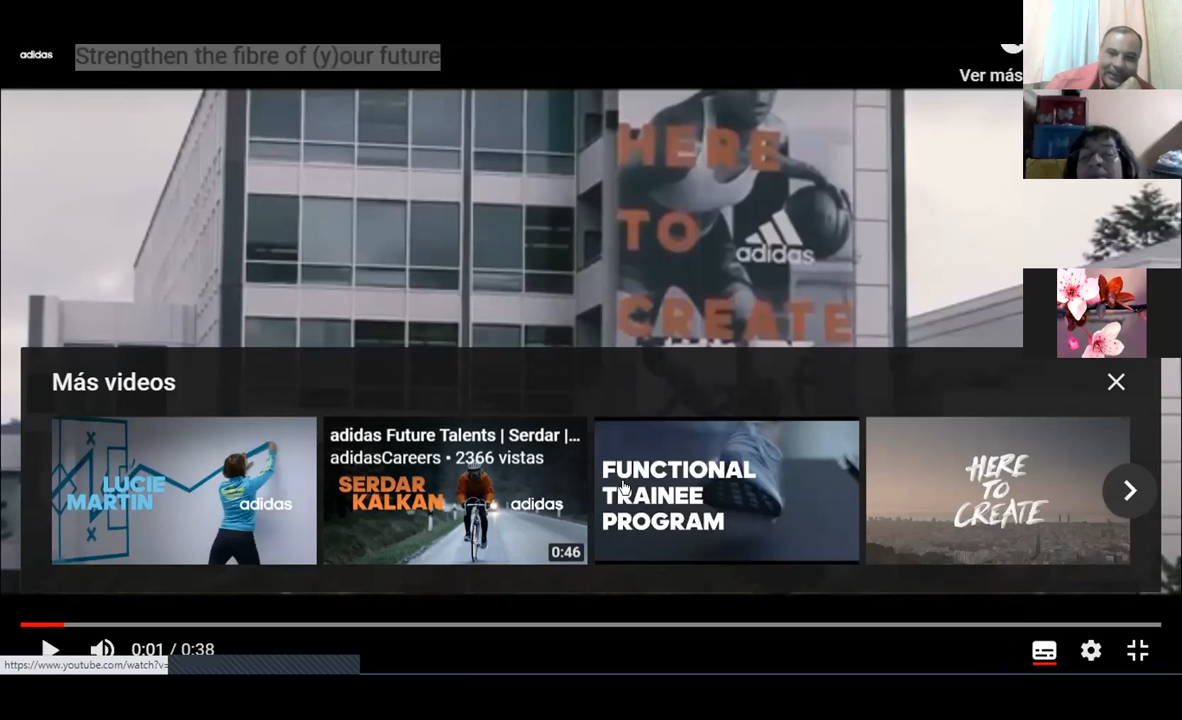 adidas
Strengthen the fibre of (y)our future
Ver más
HERE
TO
adidas
CREATE
Más videos
LUCIE
MARTIN
adidas
adidas Future Talents | Serdar |...
adidasCareers • 2366 vistas
SERDAR
KALKAN
adidas
0:46
FUNCTIONAL
TRAINEE
PROGRAM
HERE
TO
CREATE
0:01 / 0:38
https://www.youtube.com/watch?v=